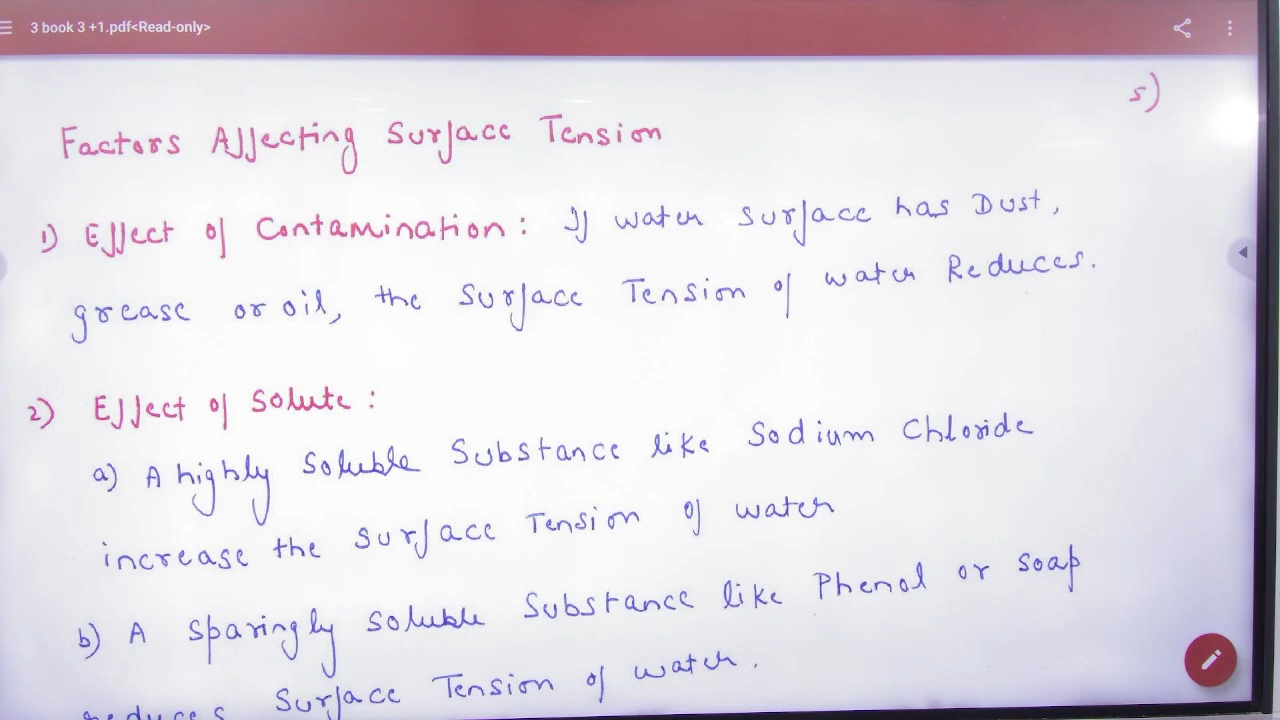 3 book 3 +1.pdf<Read-only>
5)
Factors Affecting Surface Tension
1) Effect of Contamination : If water surface has Dust,
grease or oil, the surface Tension of water Reduces.
2) Effect of Solute :
a) A highly soluble Substance like Sodium Chloride
increase the surface Tension of water
b) A sparingly soluble Substance like Phenol or soap
reduces Surface Tension of water.